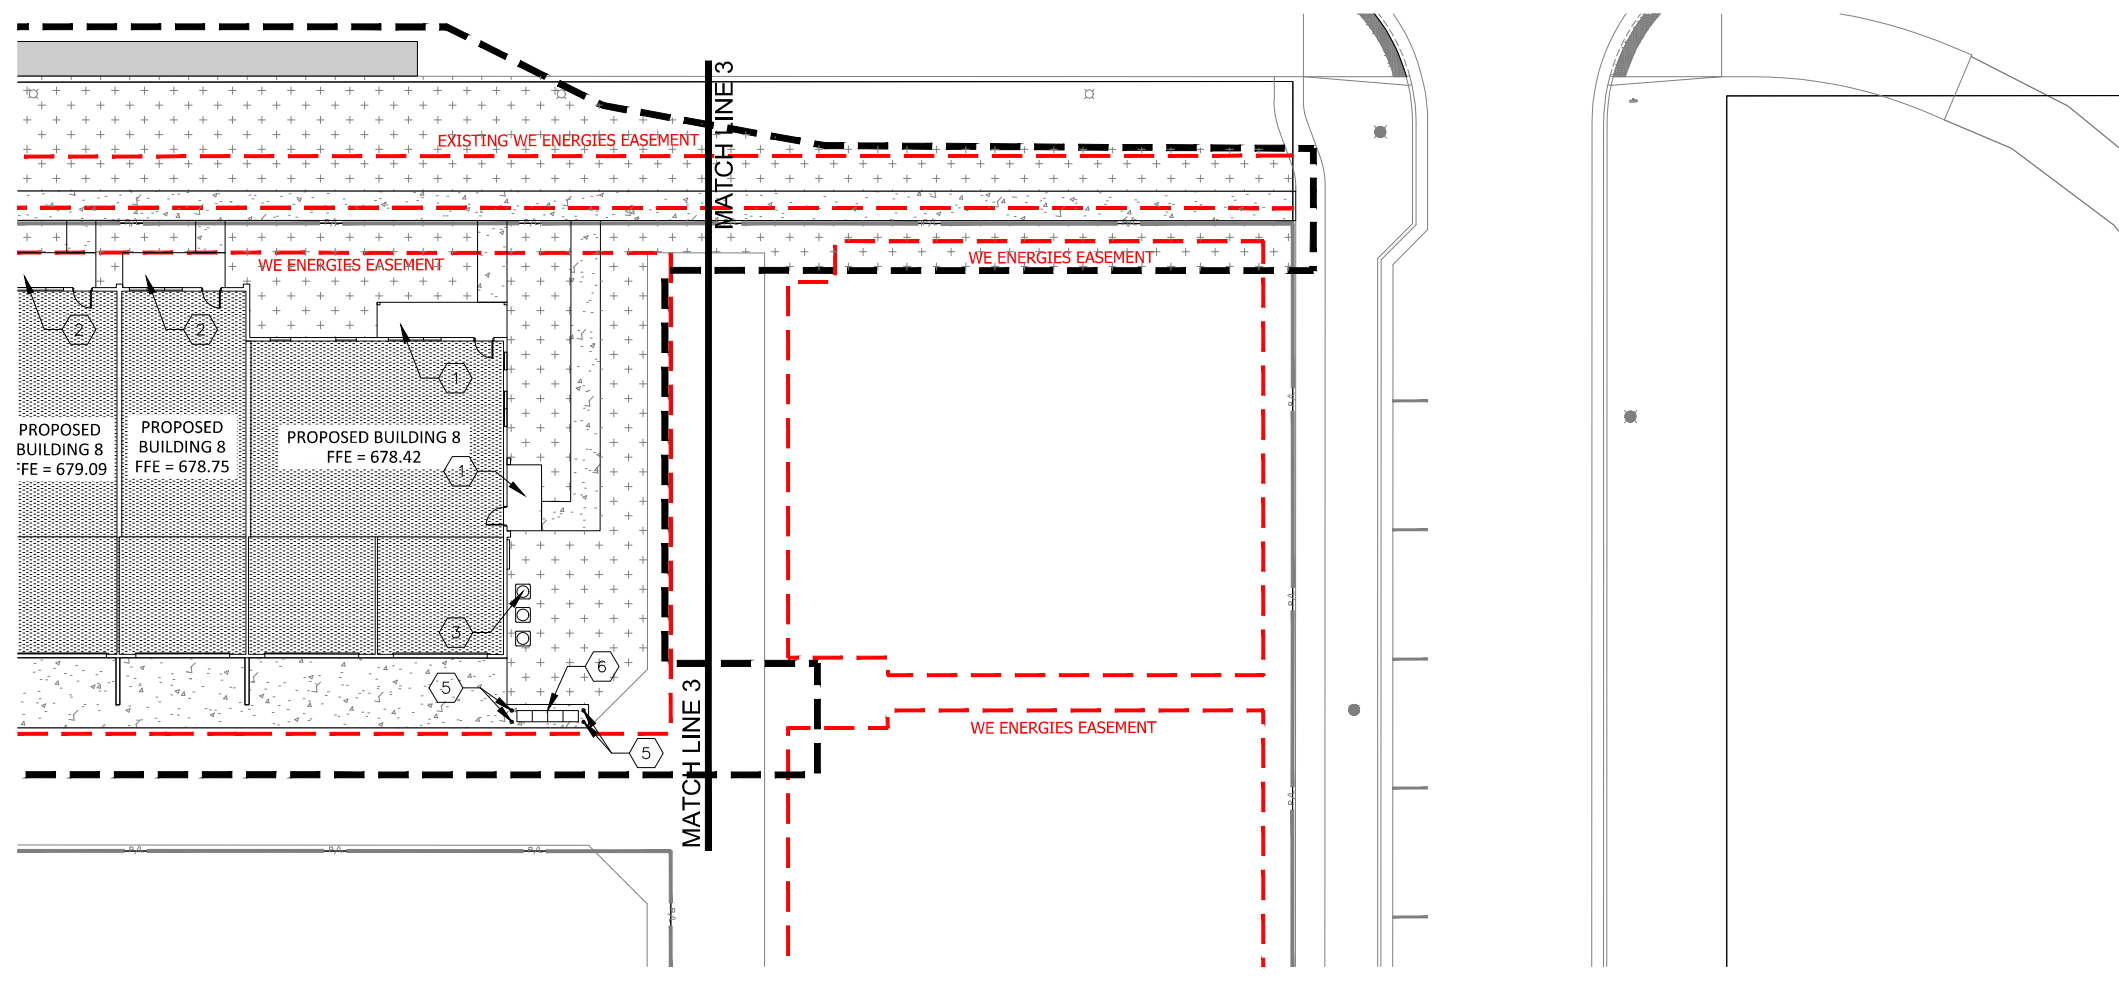 MATCH LINE 3
EXISTING WE ENERGIES EASEMENT
WE ENERGIES EASEMENT
WE ENERGIES EASEMENT
2
2
1
PROPOSED
BUILDING 8
FFE = 679.09
PROPOSED
BUILDING 8
FFE = 678.75
PROPOSED BUILDING 8
FFE = 678.42
1
3
6
5
5
MATCH LINE 3
WE ENERGIES EASEMENT